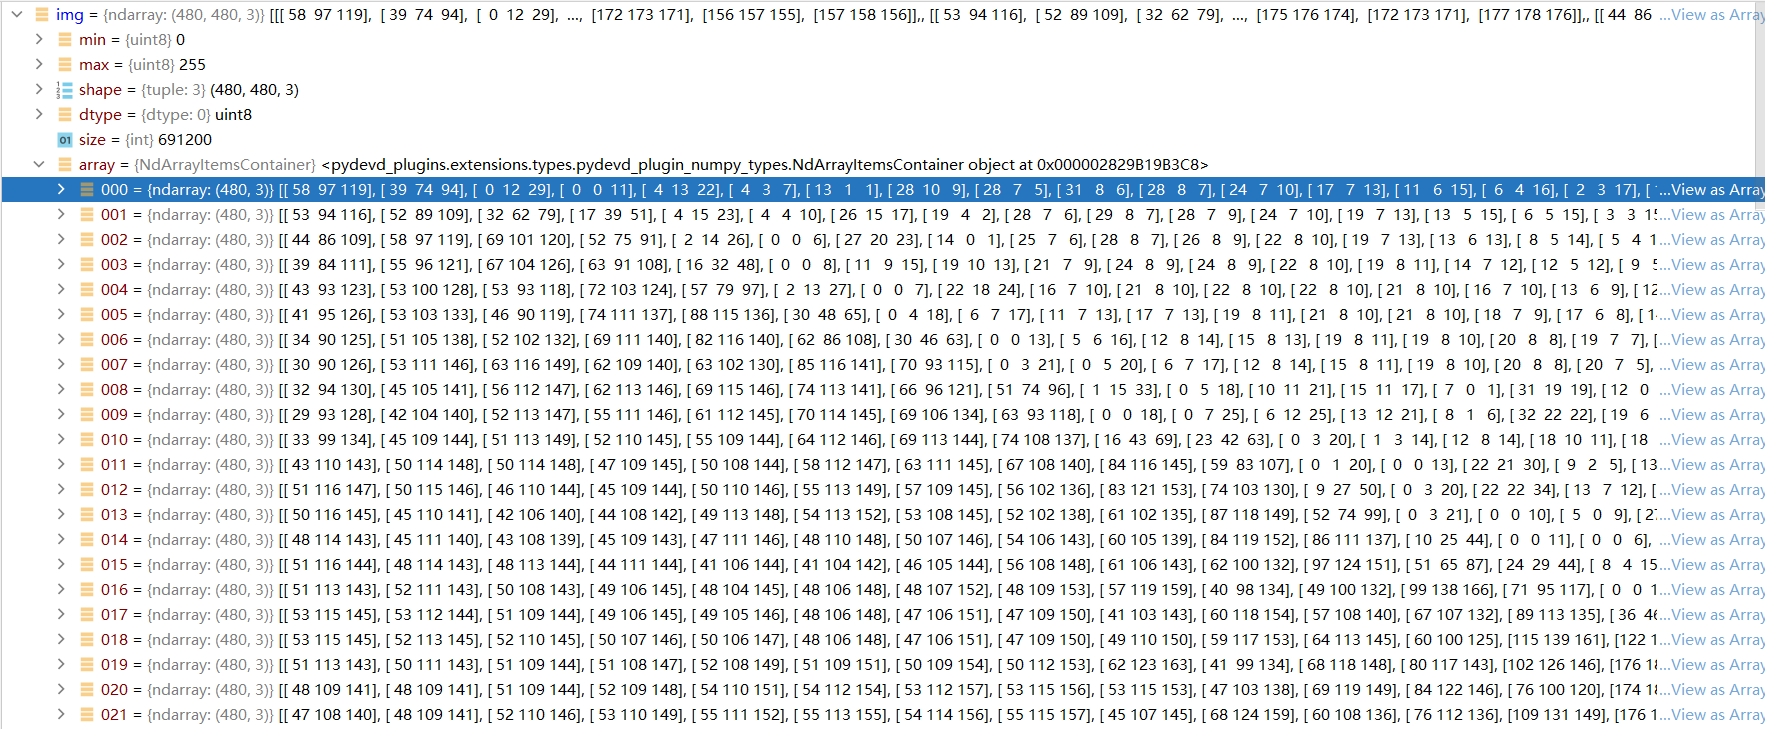 img = {ndarray: (480, 480, 3)} [[[ 58  97 119], [ 39  74  94], [  0  12  29], ..., [172 173 171], [156 157 155], [157 158 156]],, [[ 53  94 116], [ 52  89 109], [ 32  62  79], ..., [175 176 174], [172 173 171], [177 178 176]],, [[ 44  86 ...View as Array
min = {uint8} 0
max = {uint8} 255
shape = {tuple: 3} (480, 480, 3)
dtype = {dtype: 0} uint8
size = {int} 691200
array = {NdArrayItemsContainer} <pydevd_plugins.extensions.types.pydevd_plugin_numpy_types.NdArrayItemsContainer object at 0x000002829B19B3C8>
000 = {ndarray: (480, 3)} [[ 58  97 119], [ 39  74  94], [  0  12  29], [  0   0  11], [  4  13  22], [  4   3   7], [ 13   1   1], [ 28  10   9], [ 28   7   5], [ 31   8   6], [ 28   8   7], [ 24   7  10], [ 17   7  13], [ 11   6  15], [  6   4  16], [  2   3  17], [ ...View as Array
001 = {ndarray: (480, 3)} [[ 53  94 116], [ 52  89 109], [ 32  62  79], [ 17  39  51], [  4  15  23], [  4   4  10], [ 26  15  17], [ 19   4   2], [ 28   7   6], [ 29   8   7], [ 28   7   9], [ 24   7  10], [ 19   7  13], [ 13   5  15], [  6   5  15], [  3   3 ...View as Array
002 = {ndarray: (480, 3)} [[ 44  86 109], [ 58  97 119], [ 69 101 120], [ 52  75  91], [  2  14  26], [  0   0   6], [ 27  20  23], [ 14   0   1], [ 25   7   6], [ 28   8   7], [ 26   8   9], [ 22   8  10], [ 19   7  13], [ 13   6  13], [  8   5  14], [  5   4 ...View as Array
003 = {ndarray: (480, 3)} [[ 39  84 111], [ 55  96 121], [ 67 104 126], [ 63  91 108], [ 16  32  48], [  0   0   8], [ 11   9  15], [ 19  10  13], [ 21   7   9], [ 24   8   9], [ 24   8   9], [ 22   8  10], [ 19   8  11], [ 14   7  12], [ 12   5  12], [  9 ...View as Array
004 = {ndarray: (480, 3)} [[ 43  93 123], [ 53 100 128], [ 53  93 118], [ 72 103 124], [ 57  79  97], [  2  13  27], [  0   0   7], [ 22  18  24], [ 16   7  10], [ 21   8  10], [ 22   8  10], [ 22   8  10], [ 21   8  10], [ 16   7  10], [ 13   6   9], [ ...View as Array
005 = {ndarray: (480, 3)} [[ 41  95 126], [ 53 103 133], [ 46  90 119], [ 74 111 137], [ 88 115 136], [ 30  48  65], [  0   4  18], [  6   7  17], [ 11   7  13], [ 17   7  13], [ 19   8  11], [ 21   8  10], [ 21   8  10], [ 18   7   9], [ 17   6   8], [ ...View as Array
006 = {ndarray: (480, 3)} [[ 34  90 125], [ 51 105 138], [ 52 102 132], [ 69 111 140], [ 82 116 140], [ 62  86 108], [ 30  46  63], [  0   0  13], [  5   6  16], [ 12   8  14], [ 15   8  13], [ 19   8  11], [ 19   8  10], [ 20   8   8], [ 19   7   7], [ ...View as Array
007 = {ndarray: (480, 3)} [[ 30  90 126], [ 53 111 146], [ 63 116 149], [ 62 109 140], [ 63 102 130], [ 85 116 141], [ 70  93 115], [  0   3  21], [  0   5  20], [  6   7  17], [ 12   8  14], [ 15   8  11], [ 19   8  10], [ 20   8   8], [ 20   7   5], ...View as Array
008 = {ndarray: (480, 3)} [[ 32  94 130], [ 45 105 141], [ 56 112 147], [ 62 113 146], [ 69 115 146], [ 74 113 141], [ 66  96 121], [ 51  74  96], [  1  15  33], [  0   5  18], [ 10  11  21], [ 15  11  17], [  7   0   1], [ 31  19  19], [ 12   0 ...View as Array
009 = {ndarray: (480, 3)} [[ 29  93 128], [ 42 104 140], [ 52 113 147], [ 55 111 146], [ 61 112 145], [ 70 114 145], [ 69 106 134], [ 63  93 118], [  0   0  18], [  0   7  25], [  6  12  25], [ 13  12  21], [  8   1   6], [ 32  22  22], [ 19   6 ...View as Array
010 = {ndarray: (480, 3)} [[ 33  99 134], [ 45 109 144], [ 51 113 149], [ 52 110 145], [ 55 109 144], [ 64 112 146], [ 69 113 144], [ 74 108 137], [ 16  43  69], [ 23  42  63], [  0   3  20], [  1   3  14], [ 12   8  14], [ 18  10  11], [ 18 ...View as Array
011 = {ndarray: (480, 3)} [[ 43 110 143], [ 50 114 148], [ 50 114 148], [ 47 109 145], [ 50 108 144], [ 58 112 147], [ 63 111 145], [ 67 108 140], [ 84 116 145], [ 59  83 107], [  0   1  20], [  0   0  13], [ 22  21  30], [  9   2   5], [ 13 ...View as Array
012 = {ndarray: (480, 3)} [[ 51 116 147], [ 50 115 146], [ 46 110 144], [ 45 109 144], [ 50 110 146], [ 55 113 149], [ 57 109 145], [ 56 102 136], [ 83 121 153], [ 74 103 130], [  9  27  50], [  0   3  20], [ 22  22  34], [ 13   7  12], [ ...View as Array
013 = {ndarray: (480, 3)} [[ 50 116 145], [ 45 110 141], [ 42 106 140], [ 44 108 142], [ 49 113 148], [ 54 113 152], [ 53 108 145], [ 52 102 138], [ 61 102 135], [ 87 118 149], [ 52  74  99], [  0   3  21], [  0   0  10], [  5   0   9], [ ...View as Array
014 = {ndarray: (480, 3)} [[ 48 114 143], [ 45 111 140], [ 43 108 139], [ 45 109 143], [ 47 111 146], [ 48 110 148], [ 50 107 146], [ 54 106 143], [ 60 105 139], [ 84 119 152], [ 86 111 137], [ 10  25  44], [  0   0  11], [  0   0   6], ...View as Array
015 = {ndarray: (480, 3)} [[ 51 116 144], [ 48 114 143], [ 48 113 144], [ 44 111 144], [ 41 106 144], [ 41 104 142], [ 46 105 144], [ 56 108 148], [ 61 106 143], [ 62 100 132], [ 97 124 151], [ 51  65  87], [ 24  29  44], [  8   4  15 ...View as Array
016 = {ndarray: (480, 3)} [[ 51 113 143], [ 52 111 143], [ 50 108 143], [ 49 106 145], [ 48 104 145], [ 48 106 148], [ 48 107 152], [ 48 109 153], [ 57 119 159], [ 40  98 134], [ 49 100 132], [ 99 138 166], [ 71  95 117], [  0   0 ...View as Array
017 = {ndarray: (480, 3)} [[ 53 115 145], [ 53 112 144], [ 51 109 144], [ 49 106 145], [ 49 105 146], [ 48 106 148], [ 47 106 151], [ 47 109 150], [ 41 103 143], [ 60 118 154], [ 57 108 140], [ 67 107 132], [ 89 113 135], [ 36  46 ...View as Array
018 = {ndarray: (480, 3)} [[ 53 115 145], [ 52 113 145], [ 52 110 145], [ 50 107 146], [ 50 106 147], [ 48 106 148], [ 47 106 151], [ 47 109 150], [ 49 110 150], [ 59 117 153], [ 64 113 145], [ 60 100 125], [115 139 161], [122 ...View as Array
019 = {ndarray: (480, 3)} [[ 51 113 143], [ 50 111 143], [ 51 109 144], [ 51 108 147], [ 52 108 149], [ 51 109 151], [ 50 109 154], [ 50 112 153], [ 62 123 163], [ 41  99 134], [ 68 118 148], [ 80 117 143], [102 126 146], [176 ...View as Array
020 = {ndarray: (480, 3)} [[ 48 109 141], [ 48 109 141], [ 51 109 144], [ 52 109 148], [ 54 110 151], [ 54 112 154], [ 53 112 157], [ 53 115 156], [ 53 115 153], [ 47 103 138], [ 69 119 149], [ 84 122 146], [ 76 100 120], [174 ...View as Array
021 = {ndarray: (480, 3)} [[ 47 108 140], [ 48 109 141], [ 52 110 146], [ 53 110 149], [ 55 111 152], [ 55 113 155], [ 54 114 156], [ 55 115 157], [ 45 107 145], [ 68 124 159], [ 60 108 136], [ 76 112 136], [109 131 149], [176 ...View as Array